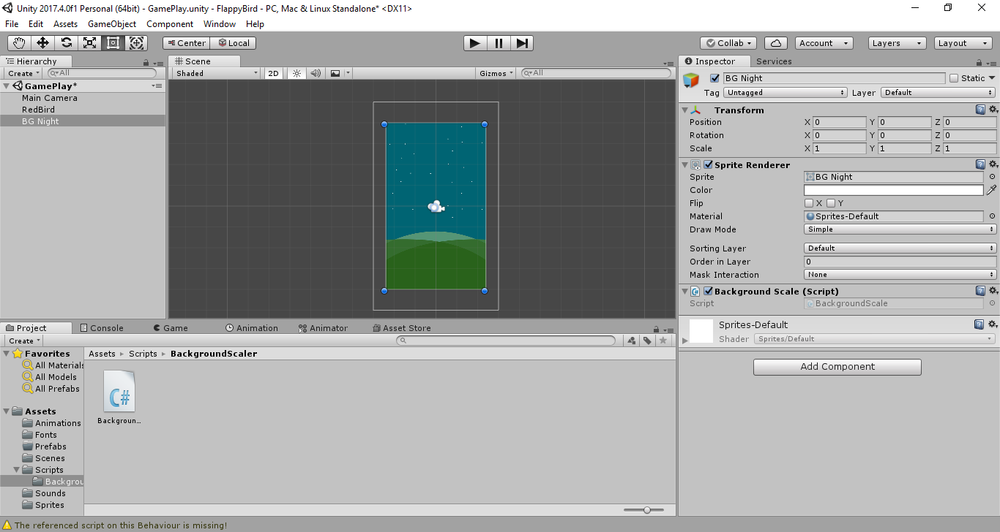 Unity 2017.4.0f1 Personal (64bit) - GamePlay.unity - FlappyBird - PC, Mac & Linux Standalone* <DX11>
File Edit Assets GameObject Component Window Help
Center Local Collab Account Layers Layout
Hierarchy
Create All
GamePlay*
Main Camera
RedBird
BG Night
Scene
Shaded 2D Gizmos All
Inspector Services
BG Night Static
Tag Untagged Layer Default
Transform
Position X 0 Y 0 Z 0
Rotation X 0 Y 0 Z 0
Scale X 1 Y 1 Z 1
Sprite Renderer
Sprite BG Night
Color
Flip X Y
Material Sprites-Default
Draw Mode Simple
Sorting Layer Default
Order in Layer 0
Mask Interaction None
C# Background Scale (Script)
Script BackgroundScale
Sprites-Default
Shader Sprites/Default
Add Component
Project Console Game Animation Animator Asset Store
Create
Favorites
All Materials
All Models
All Prefabs
Assets
Animations
Fonts
Prefabs
Scenes
Scripts
Backgrou
Sounds
Sprites
Assets Scripts BackgroundScaler
C#
Backgroun...
The referenced script on this Behaviour is missing!